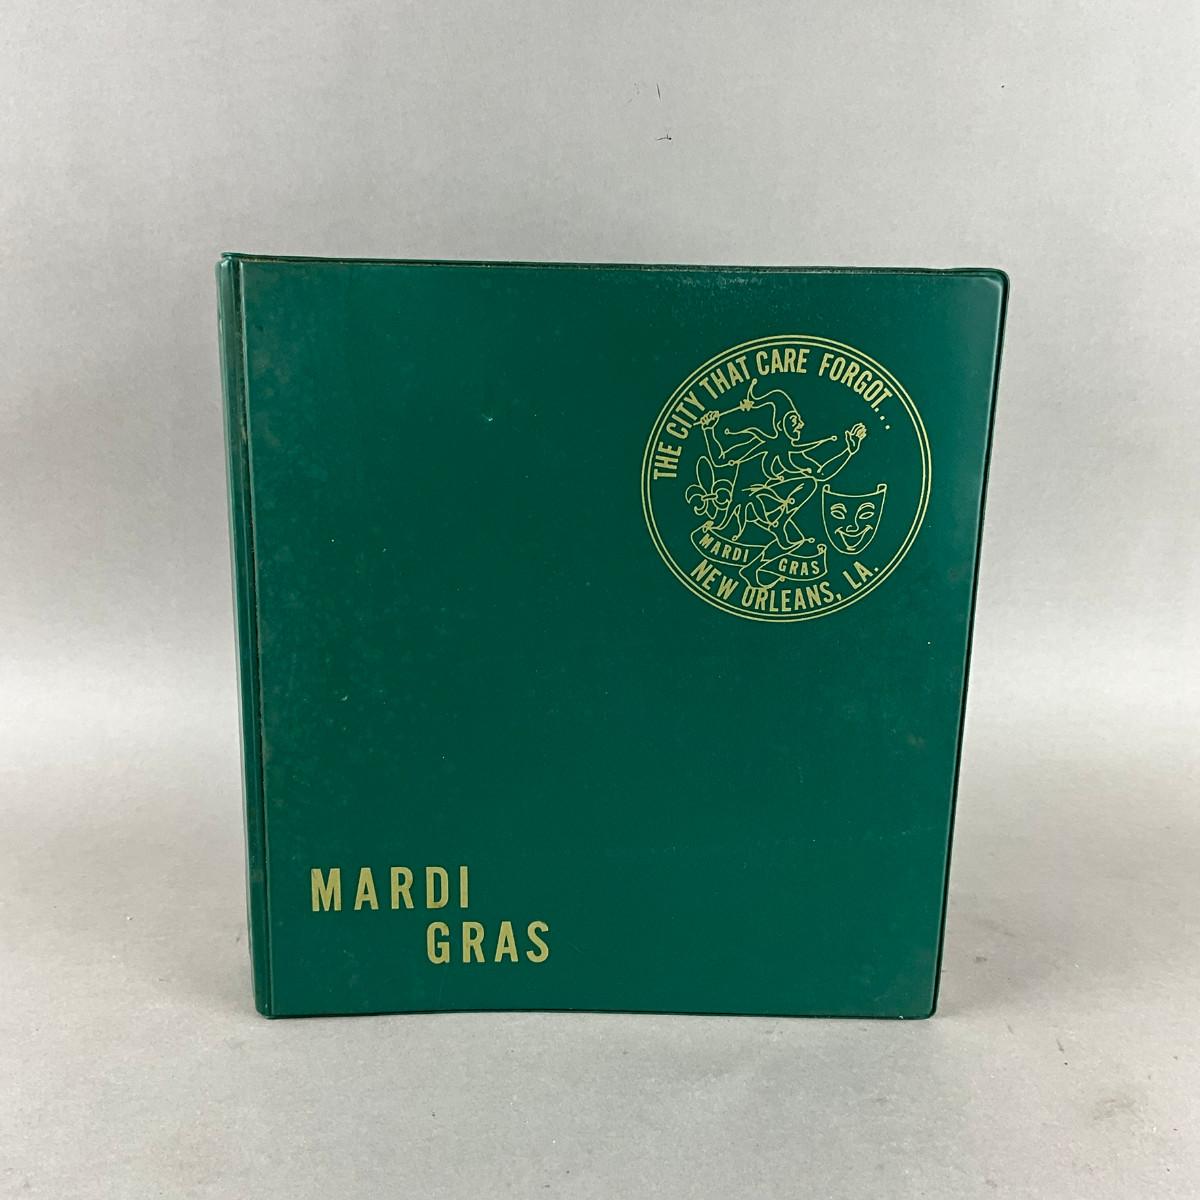 THE CITY THAT CARE FORGOT...
MARDI GRAS
NEW ORLEANS, LA.
MARDI
GRAS